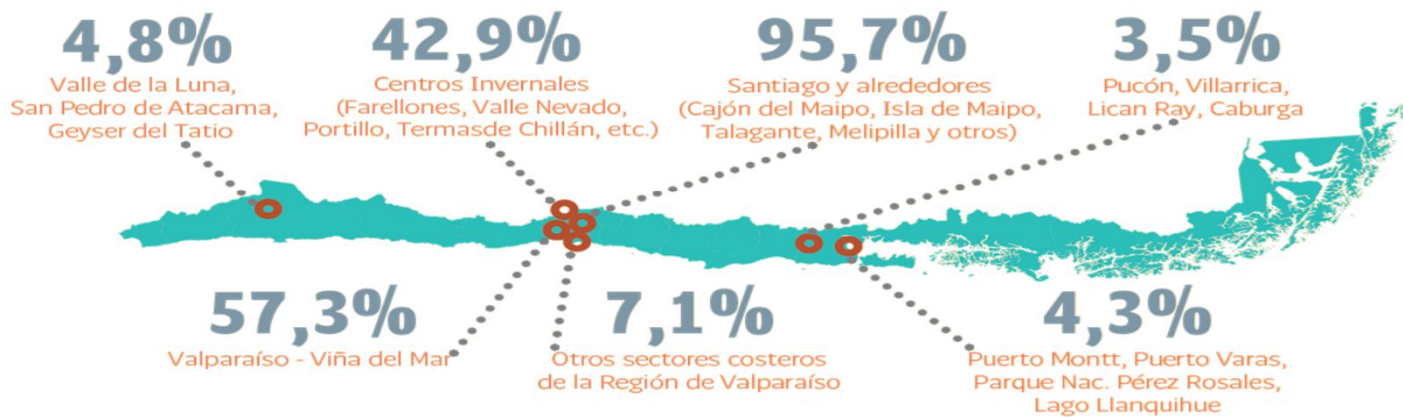 4,8%
Valle de la Luna,
San Pedro de Atacama,
Geyser del Tatio
42,9%
Centros Invernales
(Farellones, Valle Nevado,
Portillo, Termasde Chillán, etc.)
95,7%
Santiago y alrededores
(Cajón del Maipo, Isla de Maipo,
Talagante, Melipilla y otros)
3,5%
Pucón, Villarrica,
Lican Ray, Caburga
57,3%
Valparaíso - Viña del Mar
7,1%
Otros sectores costeros
de la Región de Valparaíso
4,3%
Puerto Montt, Puerto Varas,
Parque Nac. Pérez Rosales,
Lago Llanquihue